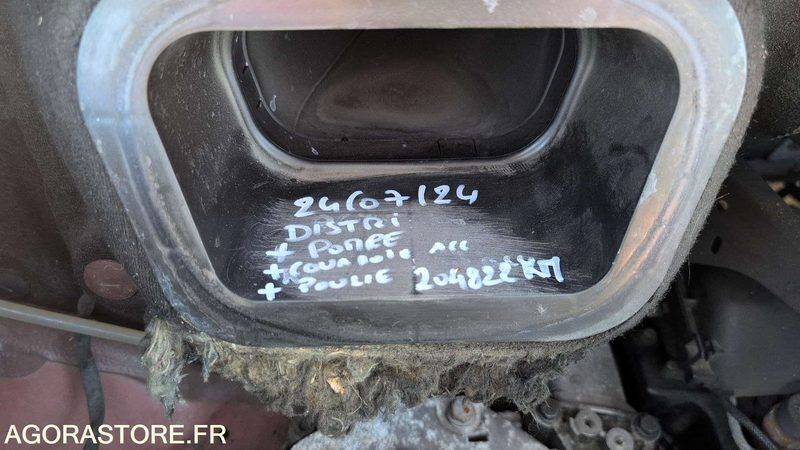 24/07/24
DISTRI
+ POMPE
+ COURROIE ACC
+ POULIE 204822 KM
AGORASTORE.FR